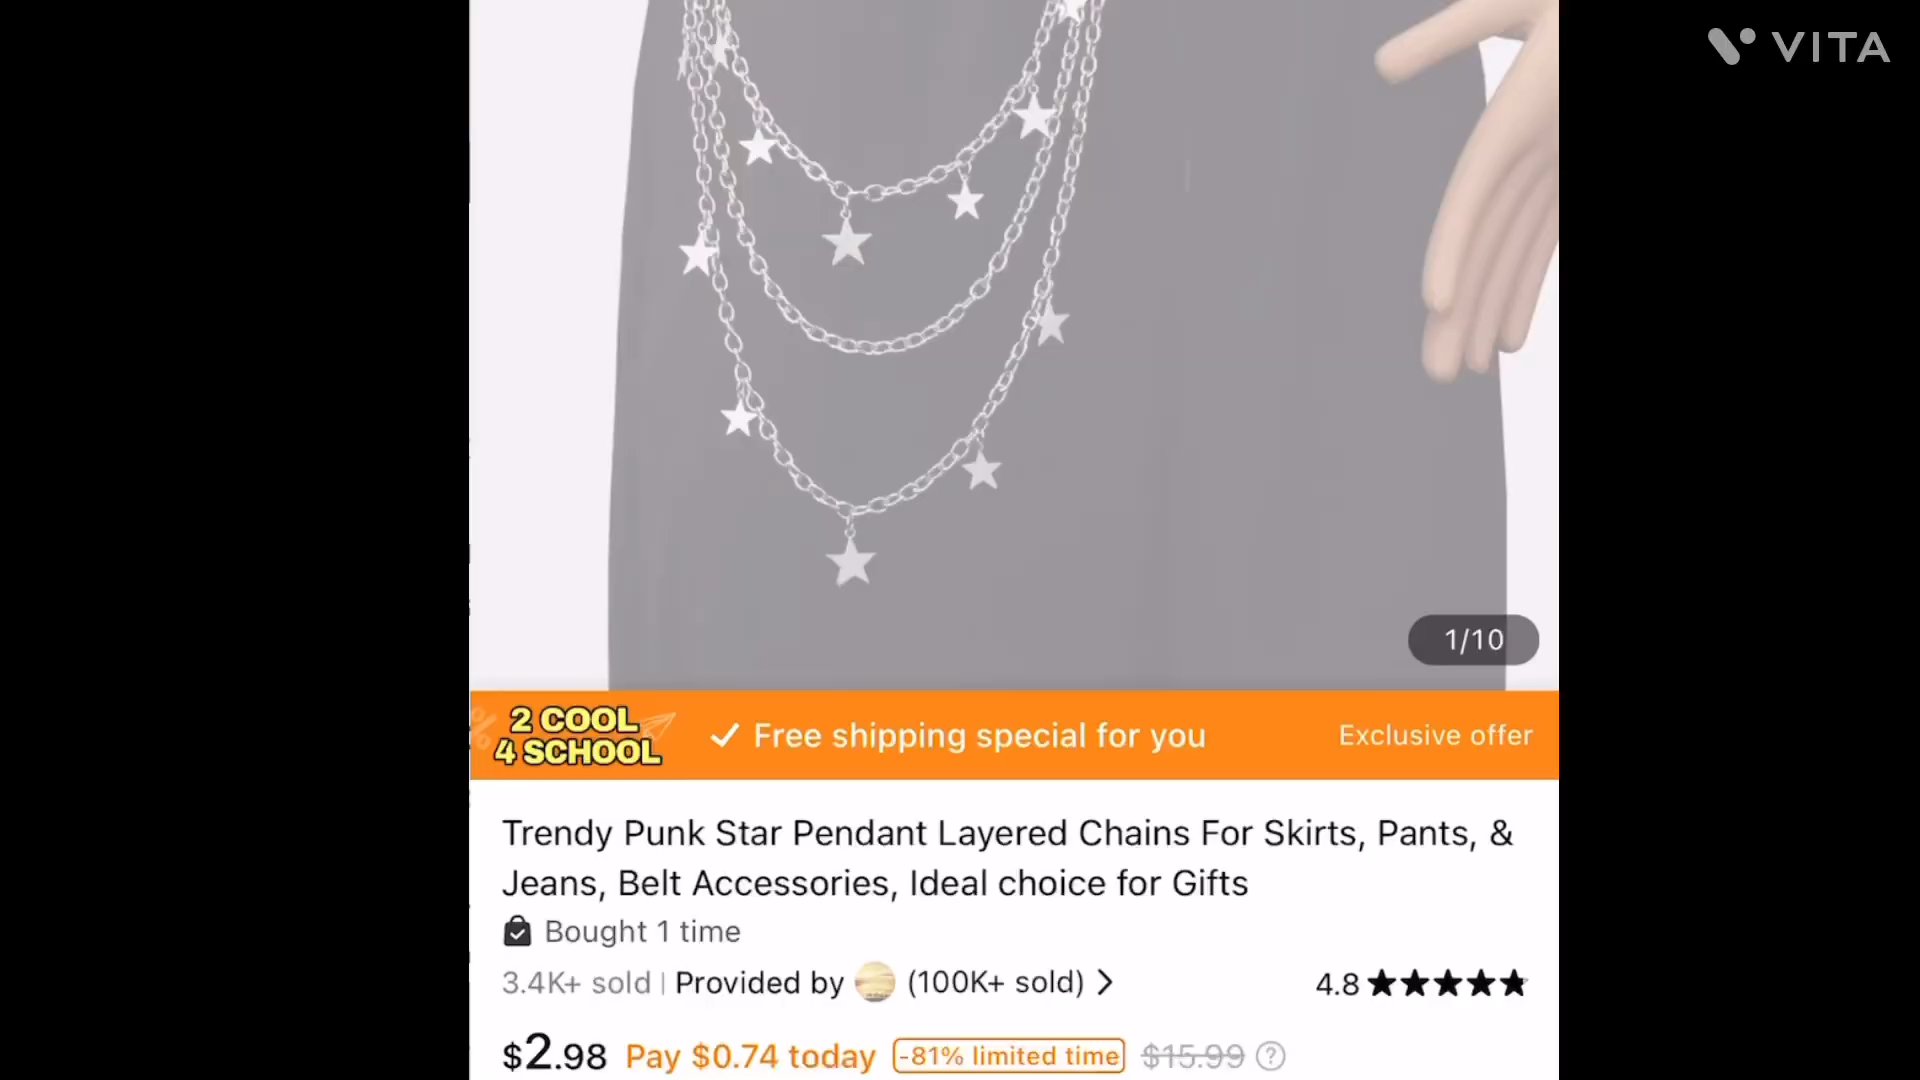 VITA
1/10
2 COOL
4 SCHOOL
Free shipping special for you
Exclusive offer
Trendy Punk Star Pendant Layered Chains For Skirts, Pants, &
Jeans, Belt Accessories, Ideal choice for Gifts
Bought 1 time
3.4K+ sold | Provided by (100K+ sold) >
4.8 ★★★★★
$2.98 Pay $0.74 today -81% limited time $15.99 ?